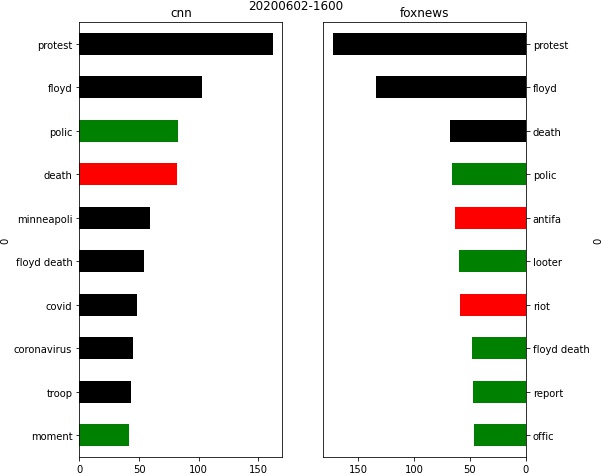 20200602-1600
cnn
foxnews
protest
floyd
polic
death
minneapoli
floyd death
covid
coronavirus
troop
moment
0
0 50 100 150
protest
floyd
death
polic
antifa
looter
riot
floyd death
report
offic
0
150 100 50 0